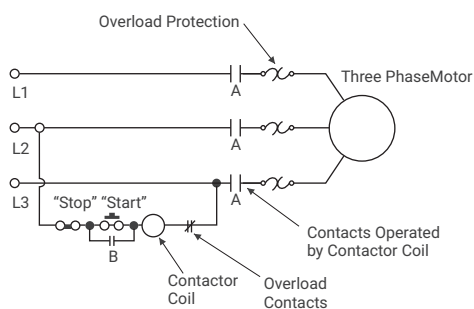 Overload Protection
Three PhaseMotor
L1
A
L2
A
L3
A
"Stop" "Start"
B
Contacts Operated
by Contactor Coil
Contactor
Coil
Overload
Contacts